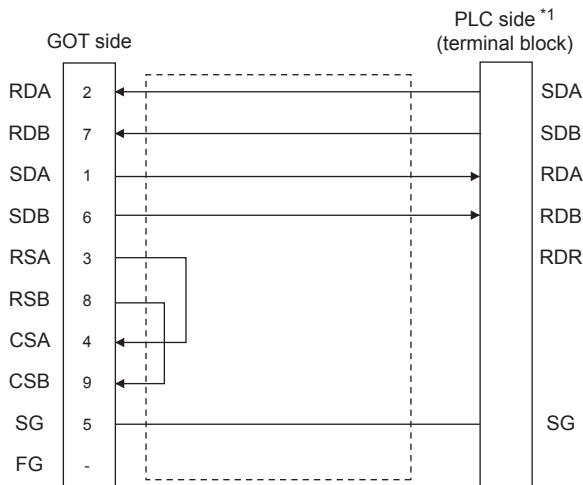 GOT side
PLC side *1
(terminal block)
RDA 2 SDA
RDB 7 SDB
SDA 1 RDA
SDB 6 RDB
RSA 3 RDR
RSB 8
CSA 4
CSB 9
SG 5 SG
FG -